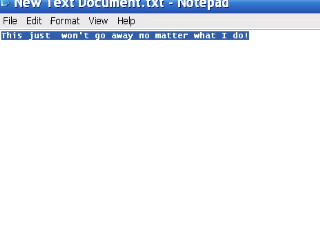 New Text Document.txt - Notepad
File Edit Format View Help
This just  won't go away no matter what I do!